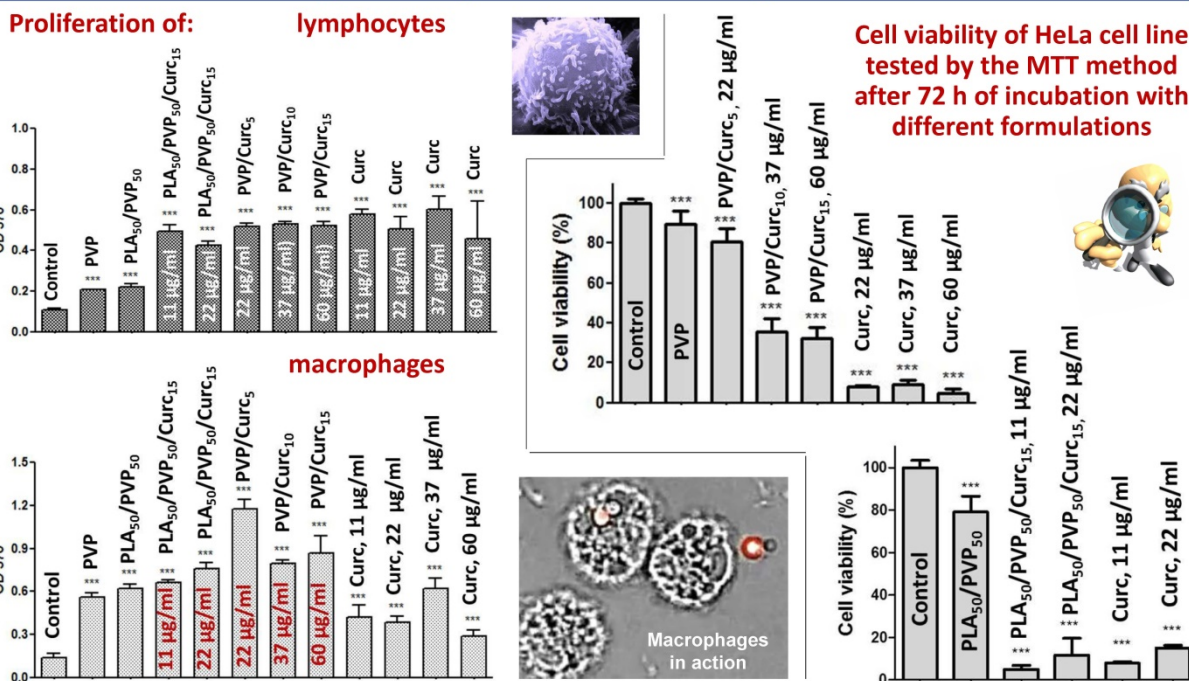 Proliferation of: lymphocytes
1.0
0.8
0.6
0.4
0.2
0.0
Control
PVP
***
PLA₅₀/PVP₅₀
***
PLA₅₀/PVP₅₀/Curc₁₅
***
11 µg/ml)
PLA₅₀/PVP₅₀/Curc₁₅
***
22 µg/ml)
PVP/Curc₅
***
22 µg/ml)
PVP/Curc₁₀
***
37 µg/ml)
PVP/Curc₁₅
***
60 µg/ml)
Curc
***
11 µg/ml)
Curc
***
22 µg/ml)
Curc
***
37 µg/ml)
Curc
***
60 µg/ml)
macrophages
1.5
1.2
0.9
0.6
0.3
0.0
Control
PVP
***
PLA₅₀/PVP₅₀
***
PLA₅₀/PVP₅₀/Curc₁₅
***
11 µg/ml)
PLA₅₀/PVP₅₀/Curc₁₅
***
22 µg/ml)
PVP/Curc₅
***
22 µg/ml)
PVP/Curc₁₀
***
37 µg/ml)
PVP/Curc₁₅
***
60 µg/ml)
Curc, 11 µg/ml
***
Curc, 22 µg/ml
***
Curc, 37 µg/ml
***
Curc, 60 µg/ml
***
Cell viability of HeLa cell line
tested by the MTT method
after 72 h of incubation with
different formulations
Cell viability (%)
100
80
60
40
20
0
Control
PVP
***
PVP/Curc₅, 22 µg/ml
***
PVP/Curc₁₀, 37 µg/ml
***
PVP/Curc₁₅, 60 µg/ml
***
Curc, 22 µg/ml
***
Curc, 37 µg/ml
***
Curc, 60 µg/ml
***
Macrophages
in action
Cell viability (%)
100
80
60
40
20
0
Control
PLA₅₀/PVP₅₀
***
PLA₅₀/PVP₅₀/Curc₁₅, 11 µg/ml
***
PLA₅₀/PVP₅₀/Curc₁₅, 22 µg/ml
***
Curc, 11 µg/ml
***
Curc, 22 µg/ml
***